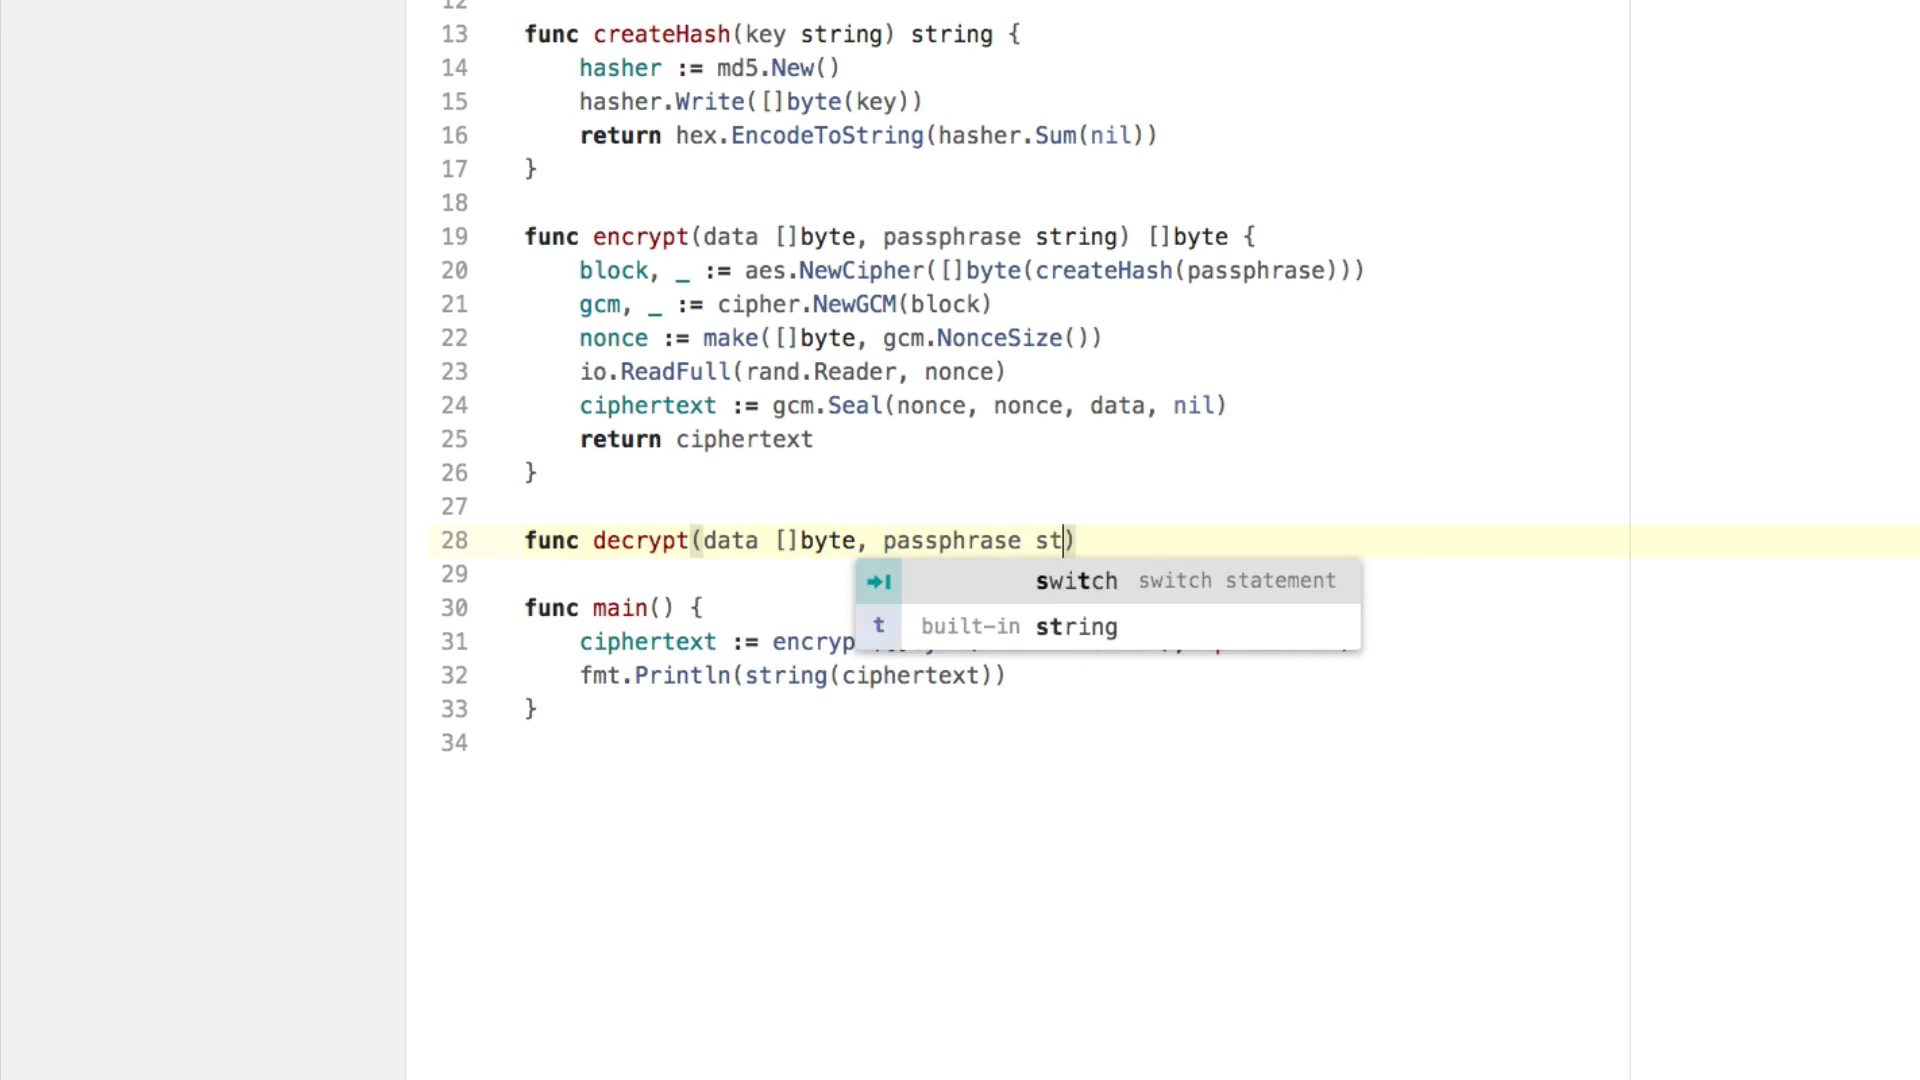 12
13 func createHash(key string) string {
14 hasher := md5.New()
15 hasher.Write([]byte(key))
16 return hex.EncodeToString(hasher.Sum(nil))
17 }
18
19 func encrypt(data []byte, passphrase string) []byte {
20 block, _ := aes.NewCipher([]byte(createHash(passphrase)))
21 gcm, _ := cipher.NewGCM(block)
22 nonce := make([]byte, gcm.NonceSize())
23 io.ReadFull(rand.Reader, nonce)
24 ciphertext := gcm.Seal(nonce, nonce, data, nil)
25 return ciphertext
26 }
27
28 func decrypt(data []byte, passphrase st)
29 switch switch statement
30 func main() {
t built-in string
31 ciphertext := encryp
32 fmt.Println(string(ciphertext))
33 }
34